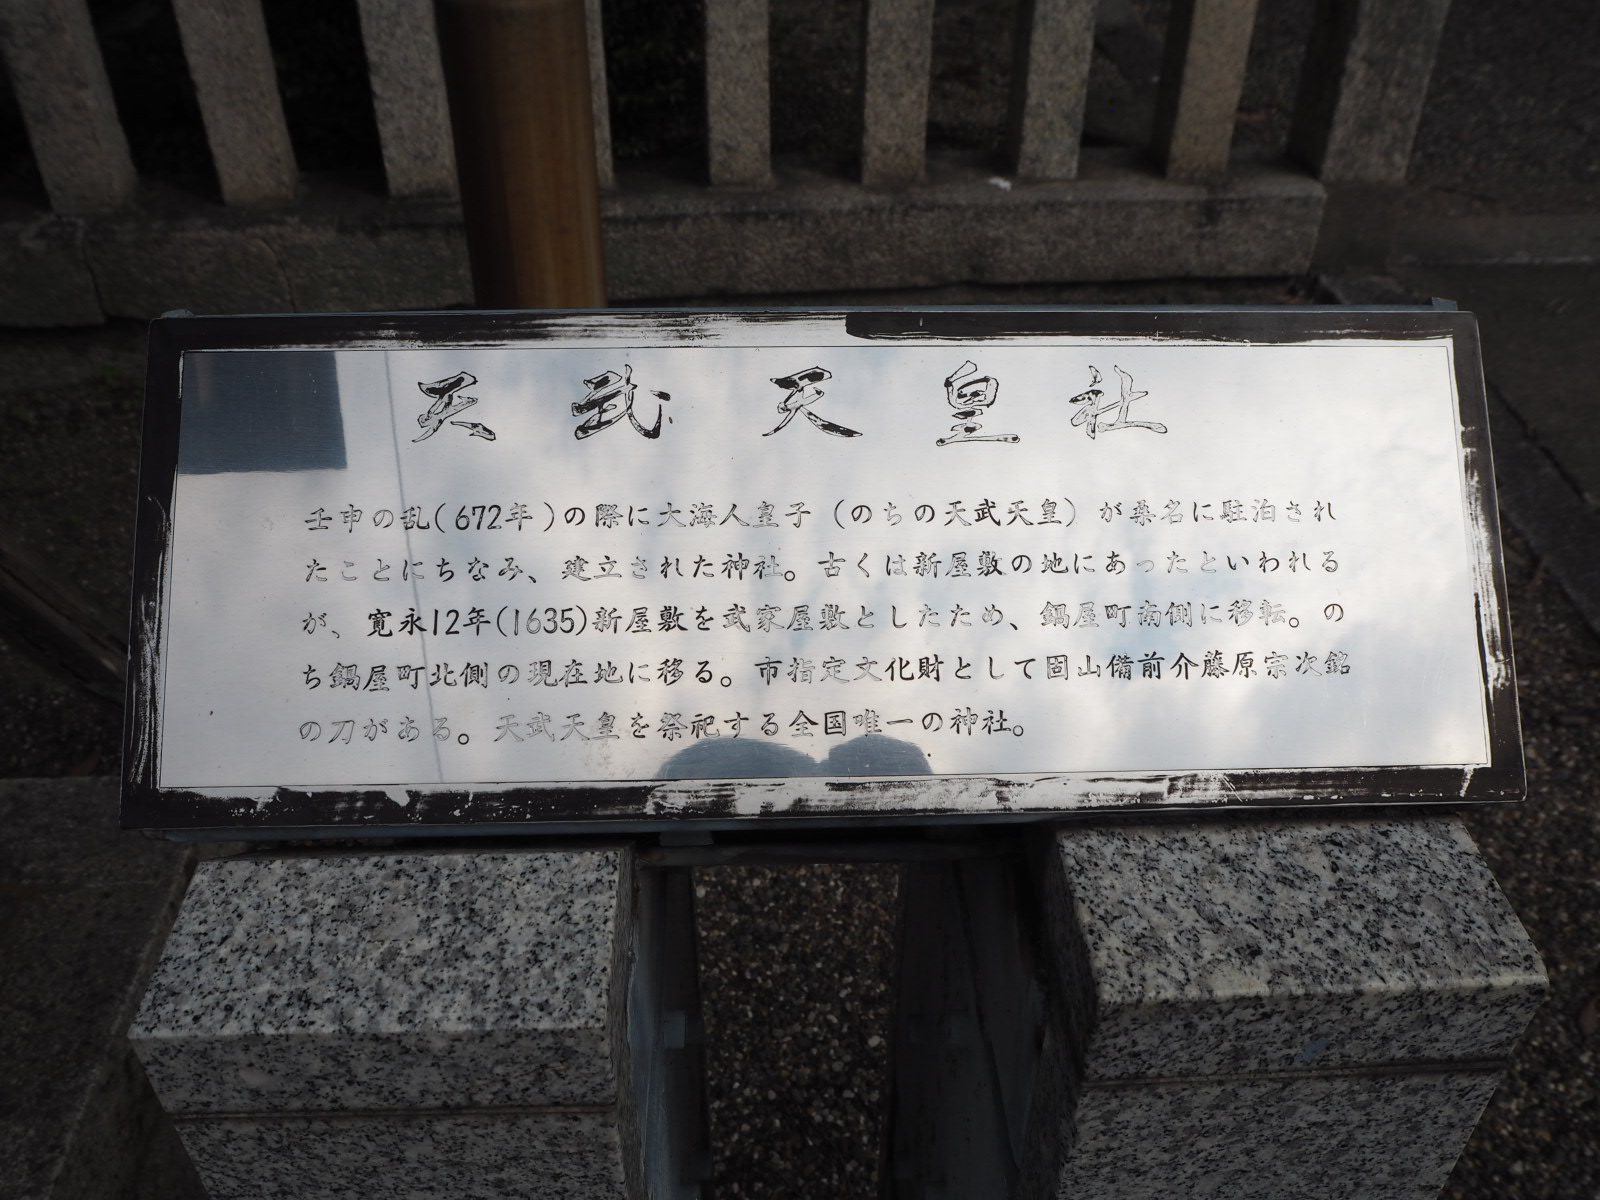 天武天皇社
壬申の乱(672年)の際に大海人皇子(のちの天武天皇)が桑名に駐泊され
たことにちなみ、建立された神社。古くは新屋敷の地にあったといわれる
が、寛永12年(1635)新屋敷を武家屋敷としたため、鍋屋町南側に移転。の
ち鍋屋町北側の現在地に移る。市指定文化財として固山備前介藤原宗次銘
の刀がある。天武天皇を祭祀する全国唯一の神社。